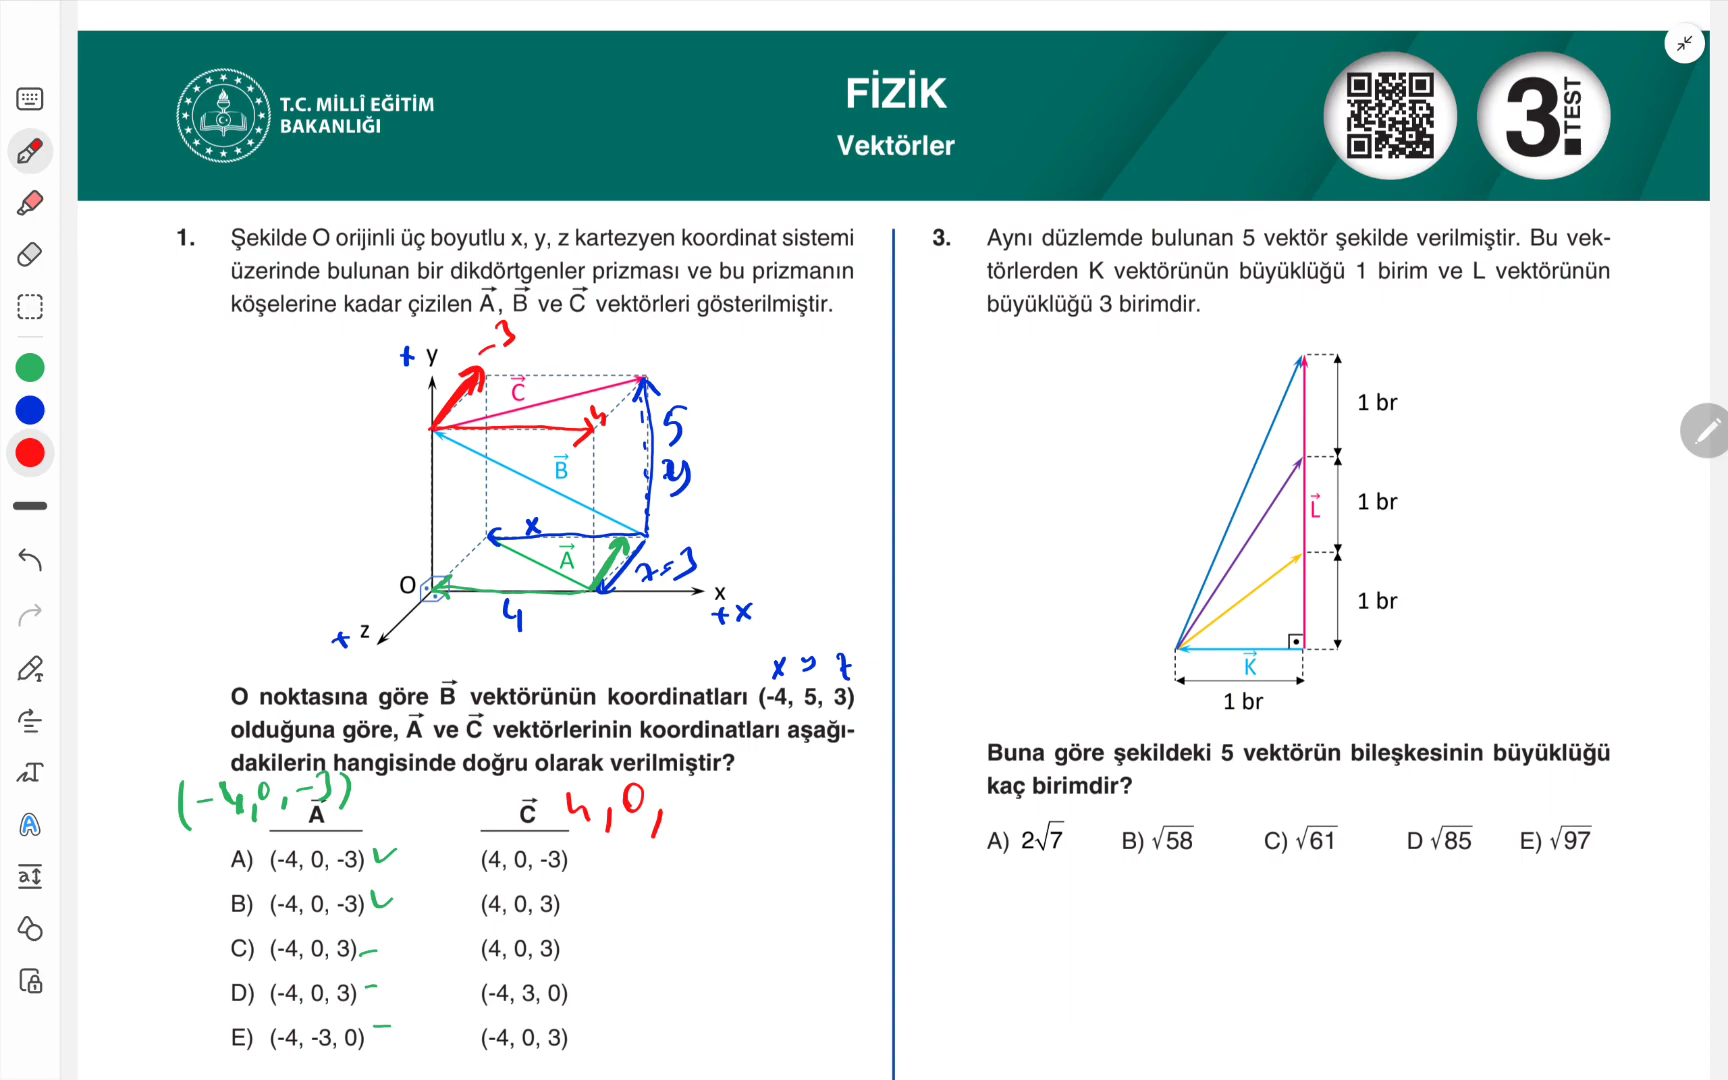 T.C. MİLLÎ EĞİTİM
BAKANLIĞI
FİZİK
Vektörler
3.
TEST
1. Şekilde O orijinli üç boyutlu x, y, z kartezyen koordinat sistemi
üzerinde bulunan bir dikdörtgenler prizması ve bu prizmanın
köşelerine kadar çizilen A, B ve C vektörleri gösterilmiştir.
-3
+ y
C
4
5
y
B
x
A
z=3
O
x
+x
4
+ z
x y z
O noktasına göre B vektörünün koordinatları (-4, 5, 3)
olduğuna göre, A ve C vektörlerinin koordinatları aşağı-
dakilerin hangisinde doğru olarak verilmiştir?
(-4, 0, -3)
A C 4, 0,
A) (-4, 0, -3) (4, 0, -3)
B) (-4, 0, -3) (4, 0, 3)
C) (-4, 0, 3) (4, 0, 3)
D) (-4, 0, 3) (-4, 3, 0)
E) (-4, -3, 0) (-4, 0, 3)
3. Aynı düzlemde bulunan 5 vektör şekilde verilmiştir. Bu vek-
törlerden K vektörünün büyüklüğü 1 birim ve L vektörünün
büyüklüğü 3 birimdir.
1 br
1 br
L
1 br
K
1 br
Buna göre şekildeki 5 vektörün bileşkesinin büyüklüğü
kaç birimdir?
A) 2√7 B) √58 C) √61 D √85 E) √97